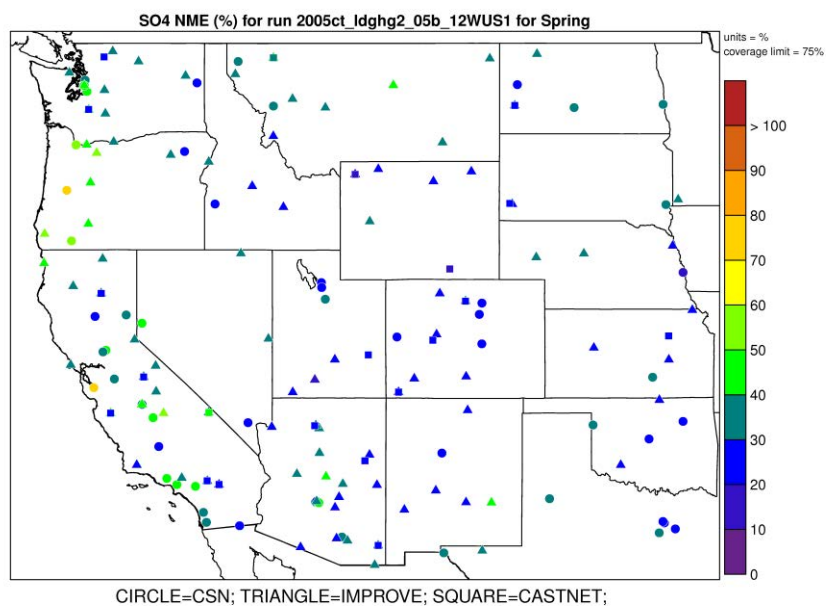 SO4 NME (%) for run 2005ct_ldghg2_05b_12WUS1 for Spring
units = %
coverage limit = 75%
> 100
90
80
70
60
50
40
30
20
10
0
CIRCLE=CSN; TRIANGLE=IMPROVE; SQUARE=CASTNET;